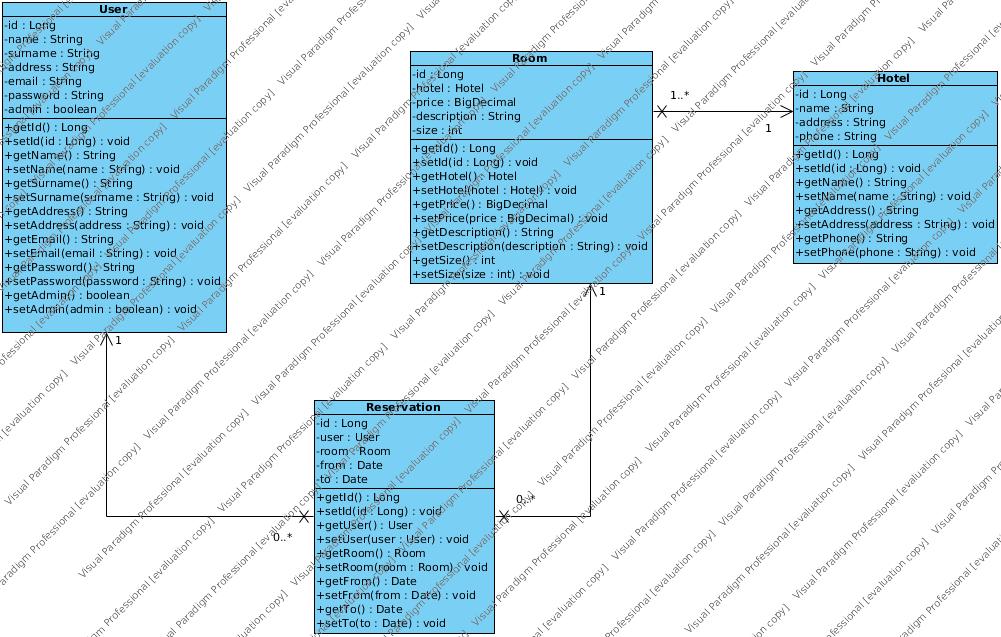 User
-id : Long
-name : String
-surname : String
-address : String
-email : String
-password : String
-admin : boolean
+getId() : Long
+setId(id : Long) : void
+getName() : String
+setName(name : String) : void
+getSurname() : String
+setSurname(surname : String) : void
+getAddress() : String
+setAddress(address : String) : void
+getEmail() : String
+setEmail(email : String) : void
+getPassword() : String
+setPassword(password : String) : void
+getAdmin() : boolean
+setAdmin(admin : boolean) : void
1
0..*
Room
-id : Long
-hotel : Hotel
-price : BigDecimal
-description : String
-size : int
+getId() : Long
+setId(id : Long) : void
+getHotel() : Hotel
+setHotel(hotel : Hotel) : void
+getPrice() : BigDecimal
+setPrice(price : BigDecimal) : void
+getDescription() : String
+setDescription(description : String) : void
+getSize() : int
+setSize(size : int) : void
1..*
1
Hotel
-id : Long
-name : String
-address : String
-phone : String
+getId() : Long
+setId(id : Long) : void
+getName() : String
+setName(name : String) : void
+getAddress() : String
+setAddress(address : String) : void
+getPhone() : String
+setPhone(phone : String) : void
1
0..*
Reservation
-id : Long
-user : User
-room : Room
-from : Date
-to : Date
+getId() : Long
+setId(id : Long) : void
+getUser() : User
+setUser(user : User) : void
+getRoom() : Room
+setRoom(room : Room) : void
+getFrom() : Date
+setFrom(from : Date) : void
+getTo() : Date
+setTo(to : Date) : void
Visual Paradigm Professional [evaluation copy]